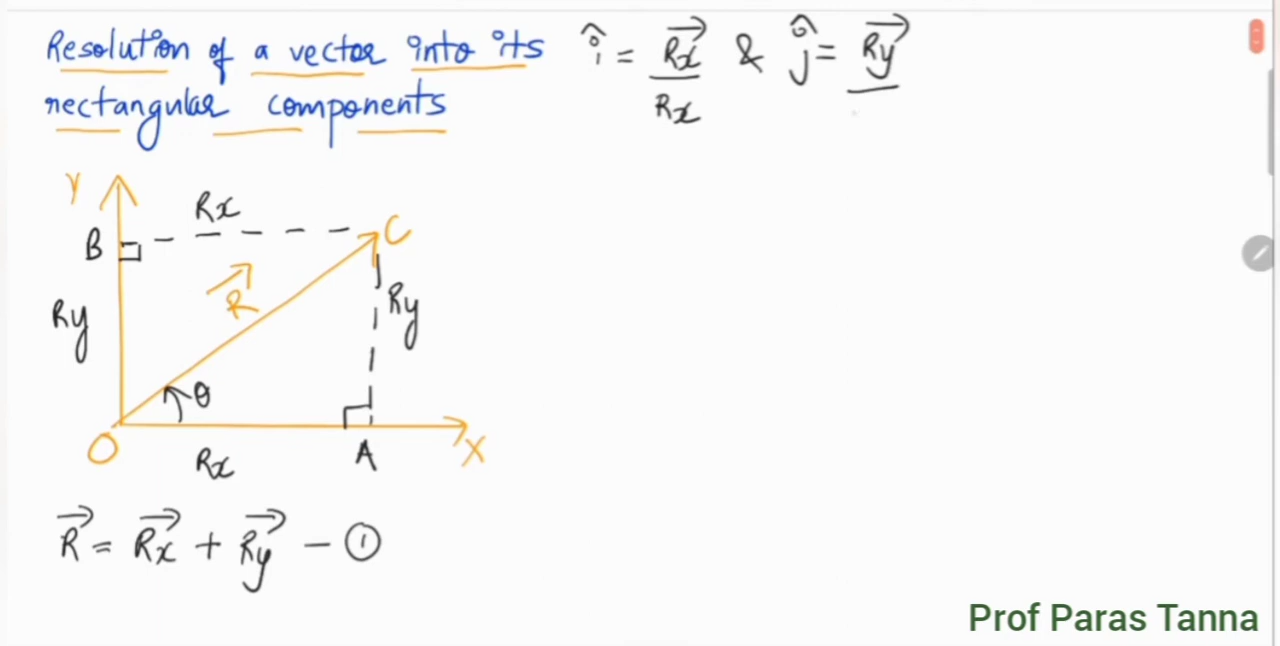 Resolution of a vector into its
rectangular components
î = R⃗x / Rx & ĵ = R⃗y /
Y
B
Rx
C
R⃗
Ry
Ry
θ
O
Rx
A
X
R⃗ = R⃗x + R⃗y - ①
Prof Paras Tanna